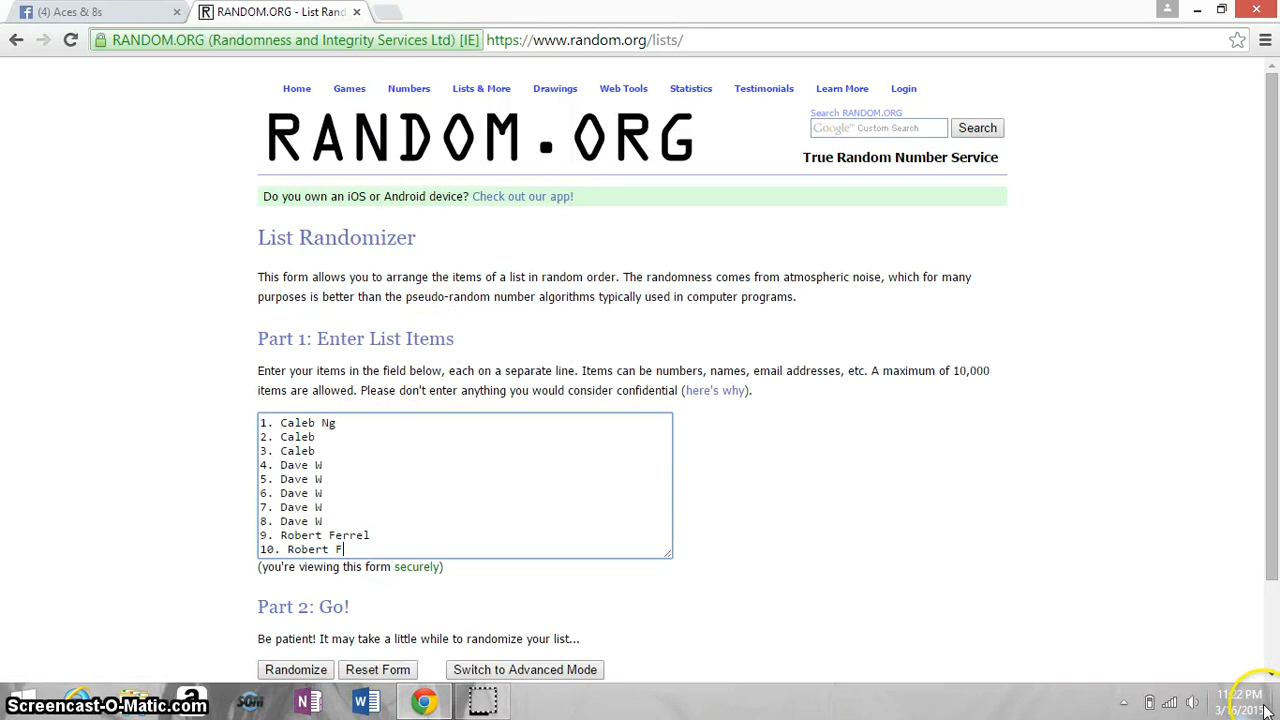 (4) Aces & 8s
RANDOM.ORG - List Rand
RANDOM.ORG (Randomness and Integrity Services Ltd) [IE] https://www.random.org/lists/
Home Games Numbers Lists & More Drawings Web Tools Statistics Testimonials Learn More Login
Search RANDOM.ORG
RANDOM.ORG
Google™ Custom Search Search
True Random Number Service
Do you own an iOS or Android device? Check out our app!
List Randomizer
This form allows you to arrange the items of a list in random order. The randomness comes from atmospheric noise, which for many
purposes is better than the pseudo-random number algorithms typically used in computer programs.
Part 1: Enter List Items
Enter your items in the field below, each on a separate line. Items can be numbers, names, email addresses, etc. A maximum of 10,000
items are allowed. Please don't enter anything you would consider confidential (here's why).
1. Caleb Ng
2. Caleb
3. Caleb
4. Dave W
5. Dave W
6. Dave W
7. Dave W
8. Dave W
9. Robert Ferrel
10. Robert F
(you're viewing this form securely)
Part 2: Go!
Be patient! It may take a little while to randomize your list...
Randomize Reset Form Switch to Advanced Mode
Screencast-O-Matic.com
11:22 PM